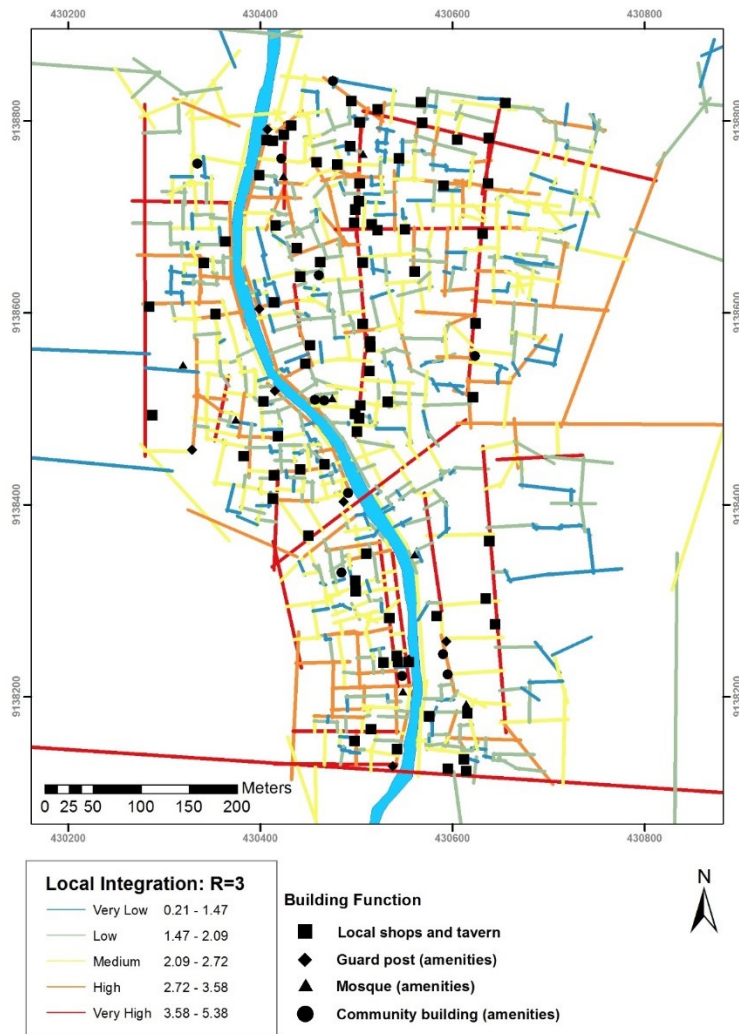 430200 430400 430600 430800
9138800 9138800
9138600 9138600
9138400 9138400
9138200 9138200
Meters
0 25 50 100 150 200
430200 430400 430600 430800
Local Integration: R=3
Very Low 0.21 - 1.47
Low 1.47 - 2.09
Medium 2.09 - 2.72
High 2.72 - 3.58
Very High 3.58 - 5.38
Building Function
Local shops and tavern
Guard post (amenities)
Mosque (amenities)
Community building (amenities)
N